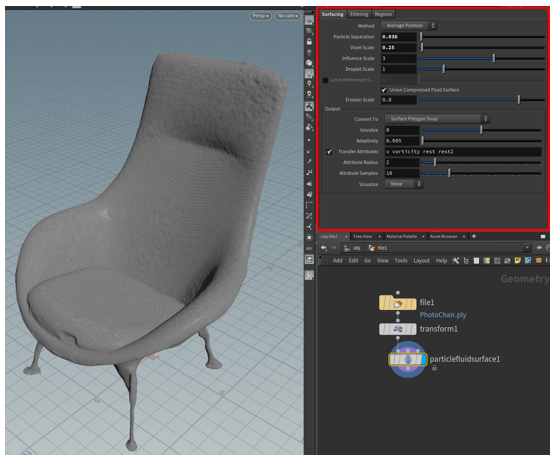 Persp
No cam
Surfacing Filtering Regions
Method Average Position
Particle Separation 0.036
Voxel Scale 0.25
Influence Scale 3
Droplet Scale 1
Limit Refinement I...
Union Compressed Fluid Surface
Erosion Scale 0.8
Output
Convert To Surface Polygon Soup
Isovalue 0
Adaptivity 0.005
Transfer Attributes v vorticity rest rest2
Attribute Radius 2
Attribute Samples 10
Visualize None
/obj/file1 Tree View Material Palette Asset Browser
obj file1
Add Edit Go View Tools Layout Help
Geometry
file1
PhotoChair.ply
transform1
particlefluidsurface1